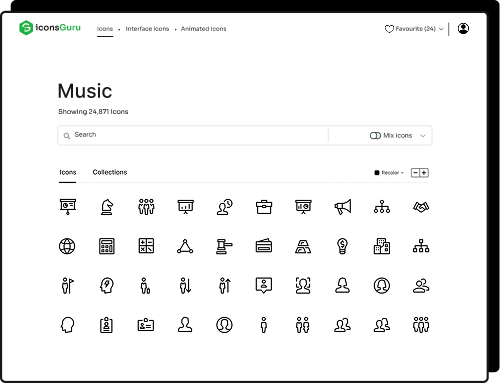 iconsGuru
Icons • Interface Icons • Animated Icons
Favourite (24)
Music
Showing 24,871 Icons
Search
Mix icons
Icons
Collections
Recolor